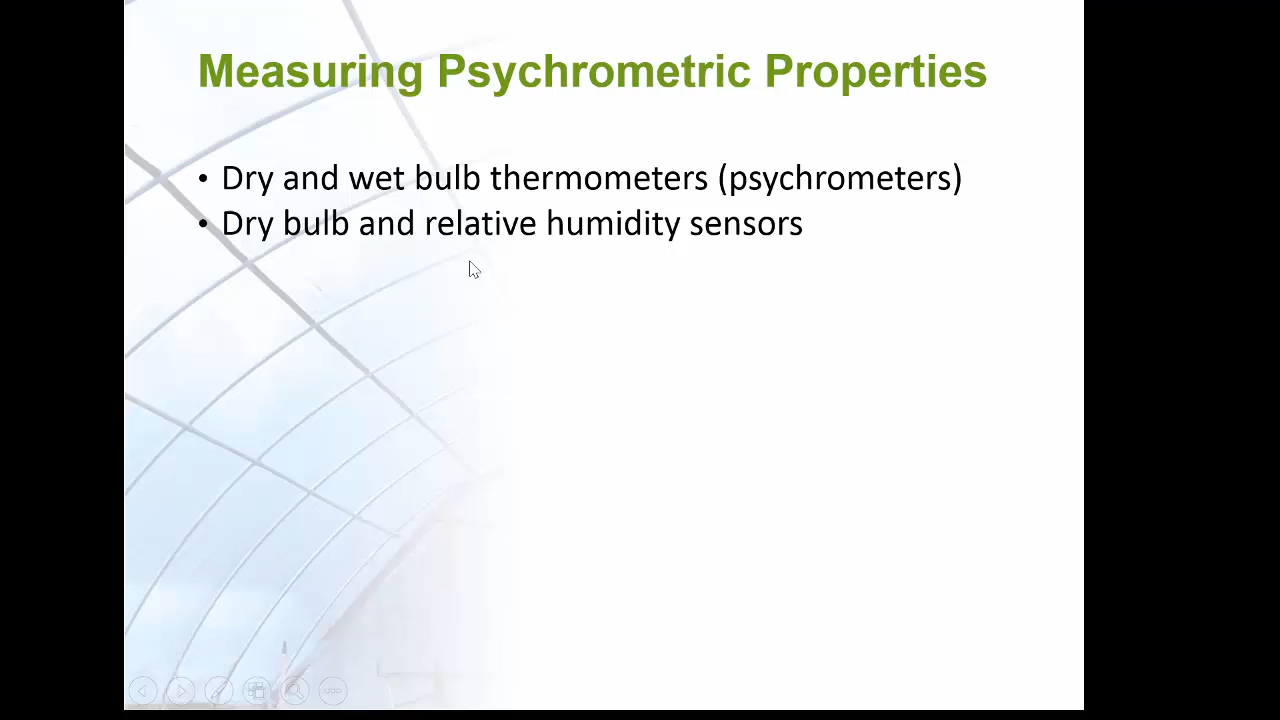 Measuring Psychrometric Properties
• Dry and wet bulb thermometers (psychrometers)
• Dry bulb and relative humidity sensors